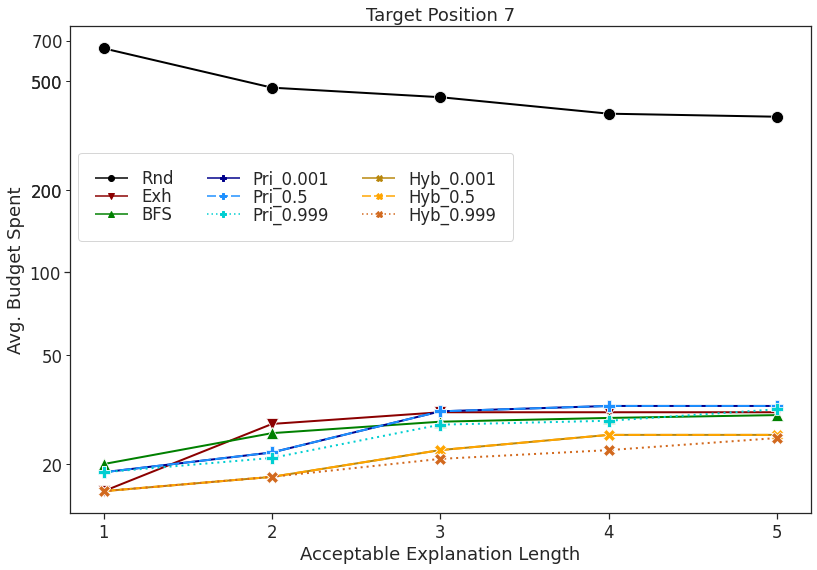 Target Position 7
Avg. Budget Spent
700
500
200
100
50
20
Rnd
Exh
BFS
Pri_0.001
Pri_0.5
Pri_0.999
Hyb_0.001
Hyb_0.5
Hyb_0.999
1 2 3 4 5
Acceptable Explanation Length